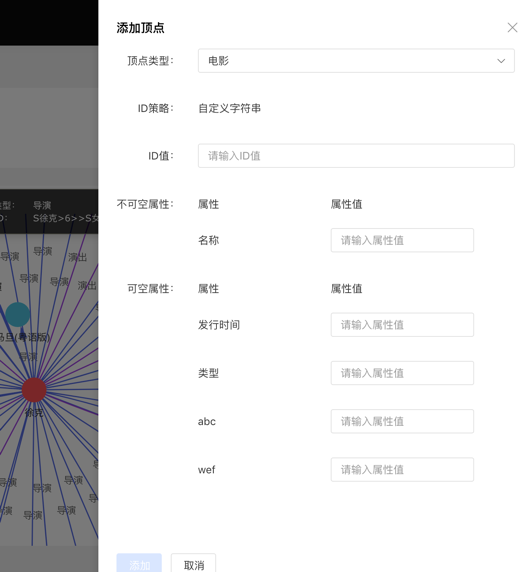 添加顶点
顶点类型： 电影
ID策略： 自定义字符串
ID值： 请输入ID值
不可空属性： 属性 属性值
名称 请输入属性值
可空属性： 属性 属性值
发行时间 请输入属性值
类型 请输入属性值
abc 请输入属性值
wef 请输入属性值
添加 取消
类型： 导演
D: S徐克>6>>S女
导演 导演 演出
导演 导演 演出
马旦(粤语版)
导演
徐克
导演 导演 导演
导演 导演 导演